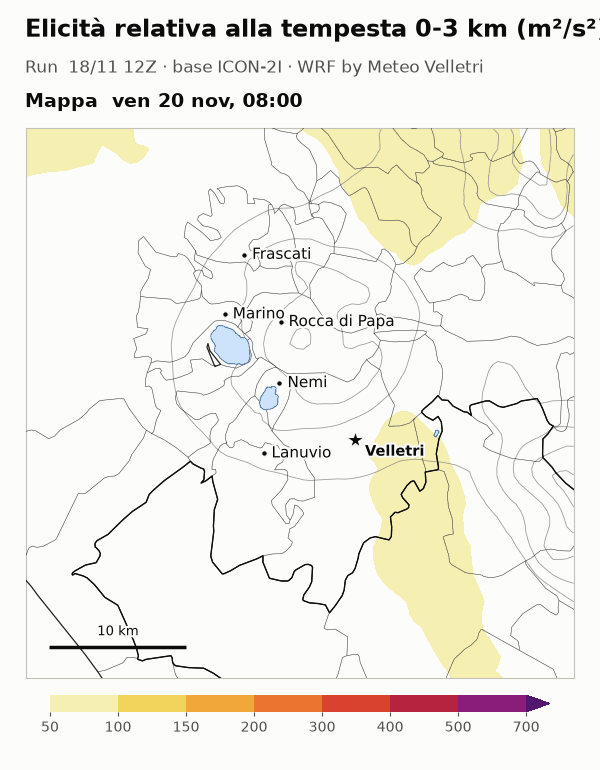 Elicità relativa alla tempesta 0-3 km (m²/s²)
Run 18/11 12Z · base ICON-2I · WRF by Meteo Velletri
Mappa ven 20 nov, 08:00
Frascati
Marino
Rocca di Papa
Nemi
Velletri
Lanuvio
10 km
50 100 150 200 300 400 500 700